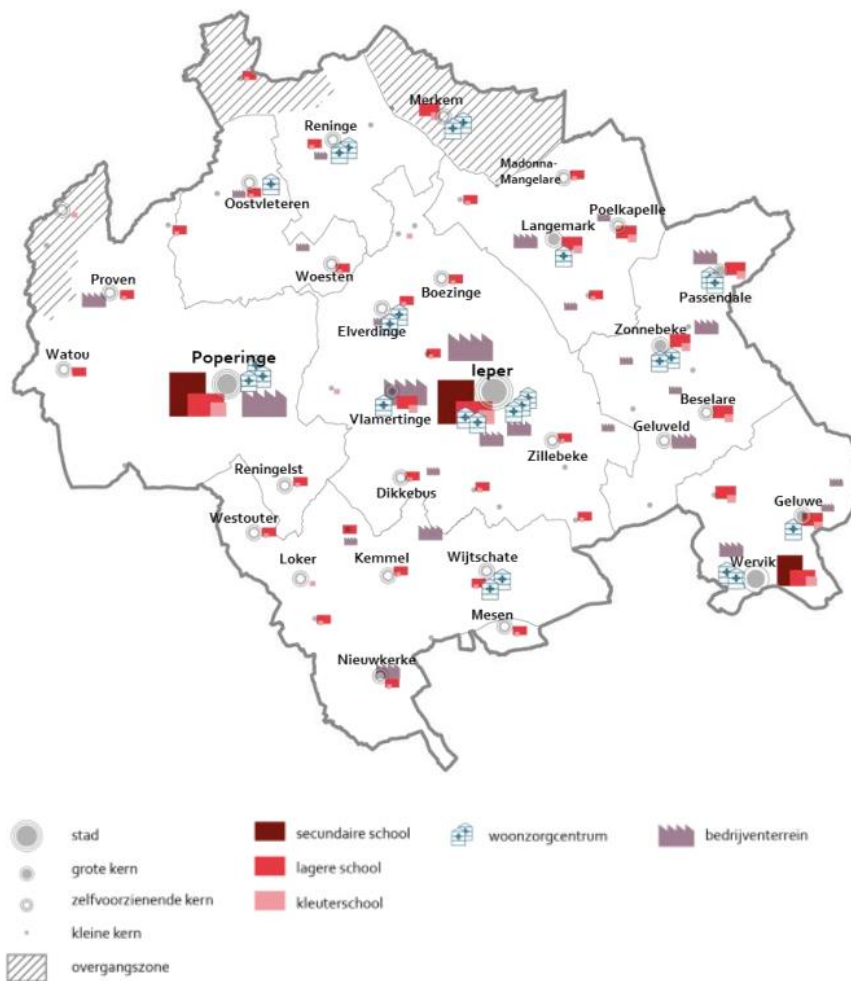 Merkem
Reninge
Madonna-
Mangelare
Oostvleteren
Poelkapelle
Langemark
Woesten
Boezinge
Passendale
Proven
Elverdinge
Zonnebeke
Watou
Poperinge
Ieper
Vlamertinge
Beselare
Geluveld
Zillebeke
Reningelst
Dikkebus
Geluwe
Westouter
Loker
Kemmel
Wijtschate
Wervik
Mesen
Nieuwkerke
stad
grote kern
zelfvoorzienende kern
kleine kern
overgangszone
secundaire school
lagere school
kleuterschool
woonzorgcentrum
bedrijventerrein